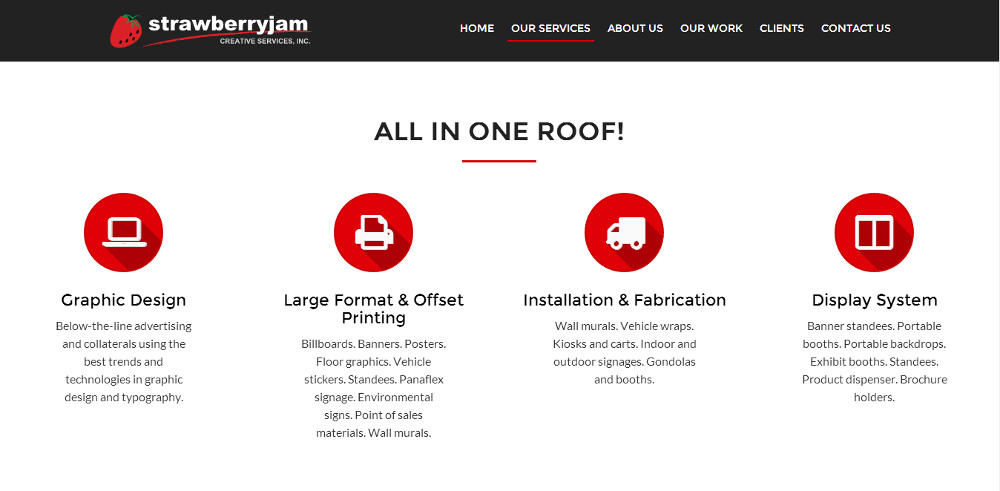 strawberryjam
CREATIVE SERVICES, INC.
HOME OUR SERVICES ABOUT US OUR WORK CLIENTS CONTACT US
ALL IN ONE ROOF!
Graphic Design
Below-the-line advertising
and collaterals using the
best trends and
technologies in graphic
design and typography.
Large Format & Offset
Printing
Billboards. Banners. Posters.
Floor graphics. Vehicle
stickers. Standees. Panaflex
signage. Environmental
signs. Point of sales
materials. Wall murals.
Installation & Fabrication
Wall murals. Vehicle wraps.
Kiosks and carts. Indoor and
outdoor signages. Gondolas
and booths.
Display System
Banner standees. Portable
booths. Portable backdrops.
Exhibit booths. Standees.
Product dispenser. Brochure
holders.